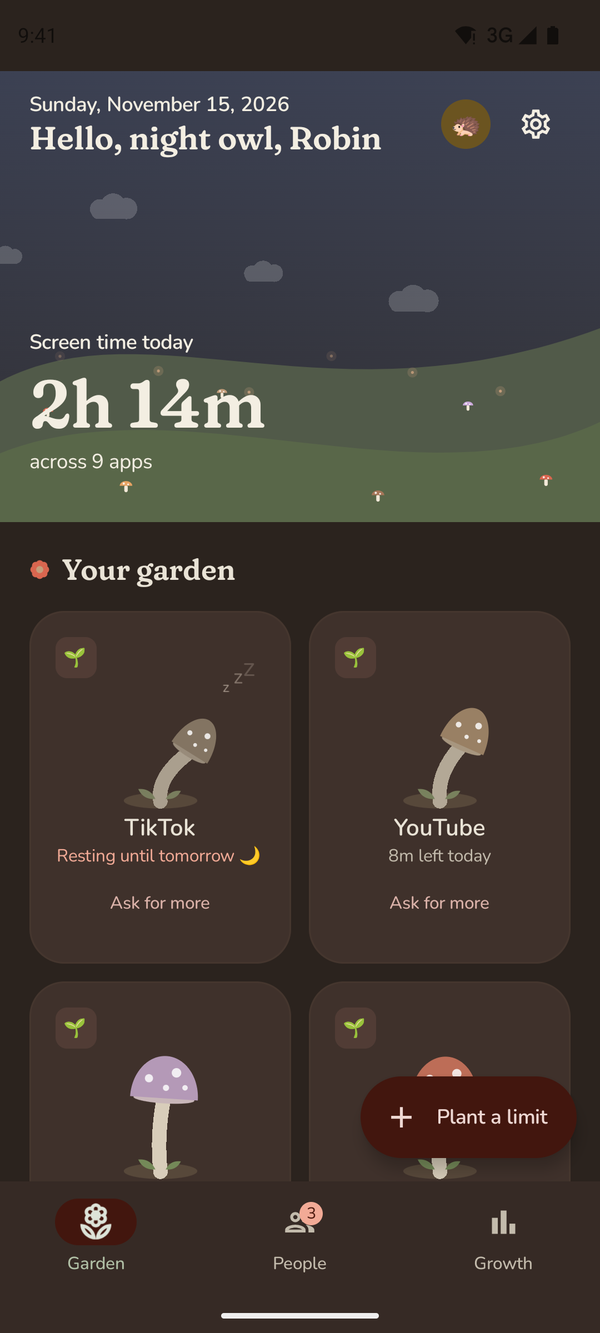 9:41
3G
Sunday, November 15, 2026
Hello, night owl, Robin
Screen time today
2h 14m
across 9 apps
Your garden
z z Z
TikTok
Resting until tomorrow 🌙
Ask for more
YouTube
8m left today
Ask for more
Plant a limit
Garden
3
People
Growth